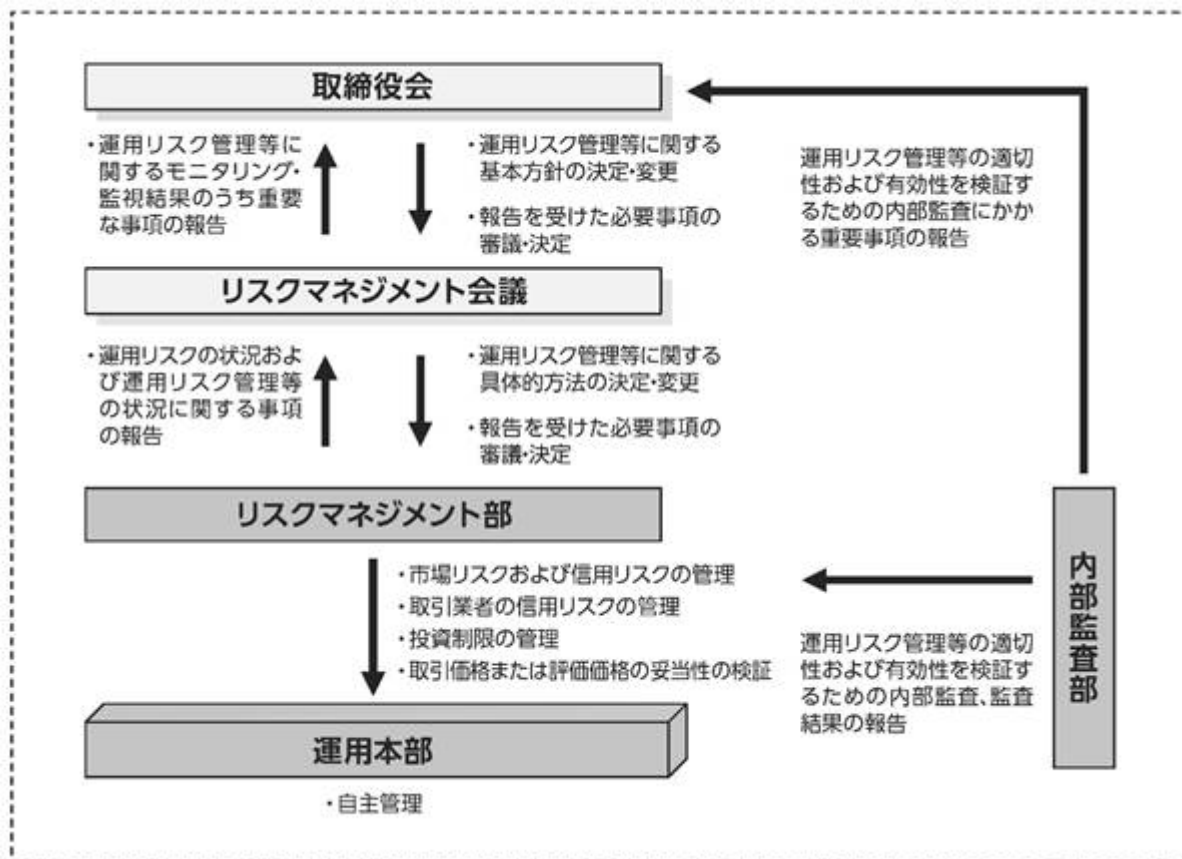 取締役会
・運用リスク管理等に
関するモニタリング・
監視結果のうち重要
な事項の報告
・運用リスク管理等に関する
基本方針の決定・変更
・報告を受けた必要事項の
審議・決定
運用リスク管理等の適切
性および有効性を検証す
るための内部監査にかか
る重要事項の報告
リスクマネジメント会議
・運用リスクの状況およ
び運用リスク管理等
の状況に関する事項
の報告
・運用リスク管理等に関する
具体的方法の決定・変更
・報告を受けた必要事項の
審議・決定
リスクマネジメント部
・市場リスクおよび信用リスクの管理
・取引業者の信用リスクの管理
・投資制限の管理
・取引価格または評価価格の妥当性の検証
内部監査部
運用リスク管理等の適切
性および有効性を検証す
るための内部監査、監査
結果の報告
運用本部
・自主管理